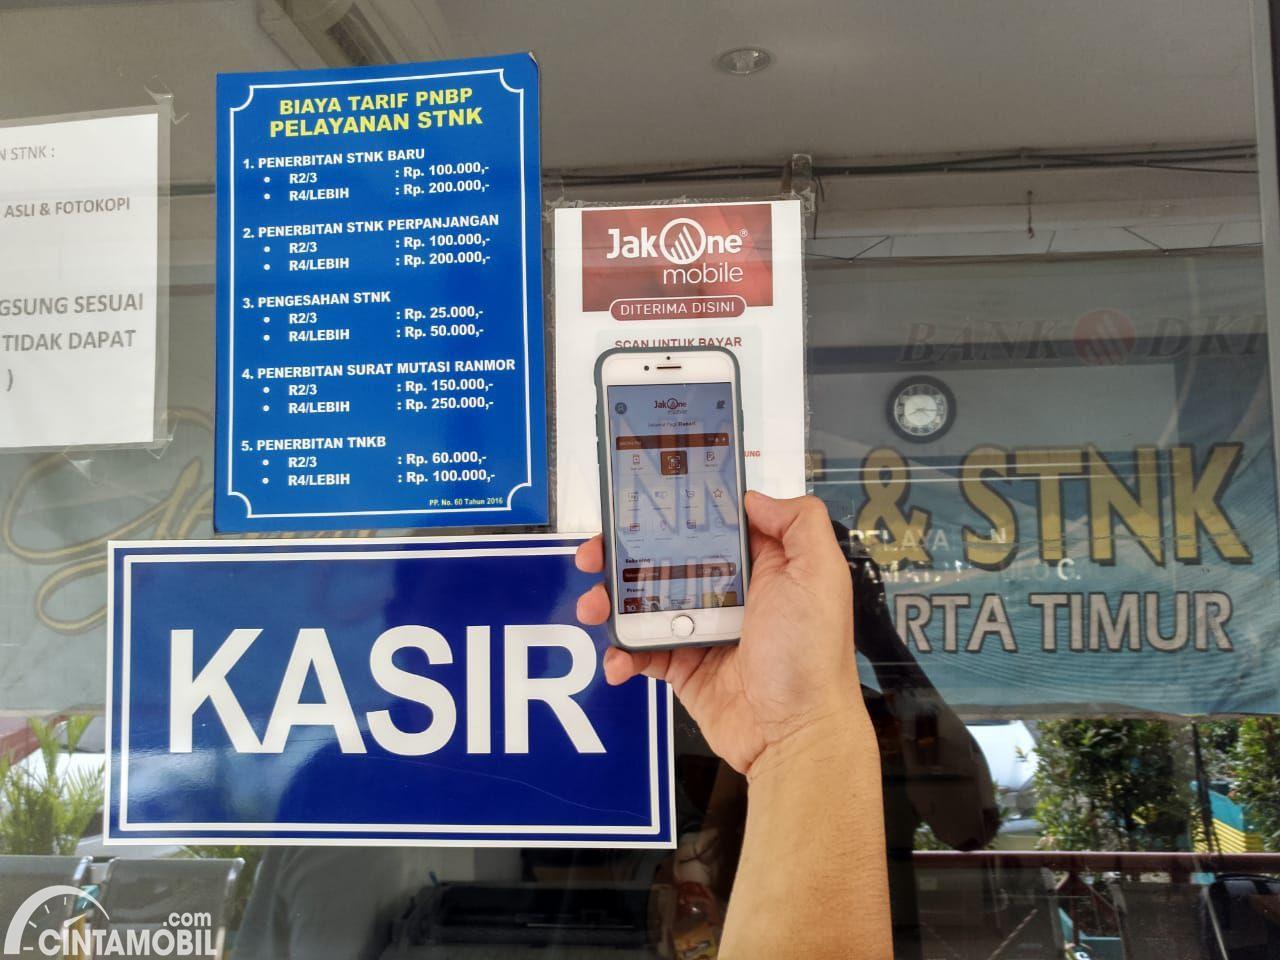 N STNK :
ASLI & FOTOKOPI
GSUNG SESUAI
TIDAK DAPAT
)
BIAYA TARIF PNBP
PELAYANAN STNK
1. PENERBITAN STNK BARU
• R2/3 : Rp. 100.000,-
• R4/LEBIH : Rp. 200.000,-
2. PENERBITAN STNK PERPANJANGAN
• R2/3 : Rp. 100.000,-
• R4/LEBIH : Rp. 200.000,-
3. PENGESAHAN STNK
• R2/3 : Rp. 25.000,-
• R4/LEBIH : Rp. 50.000,-
4. PENERBITAN SURAT MUTASI RANMOR
• R2/3 : Rp. 150.000,-
• R4/LEBIH : Rp. 250.000,-
5. PENERBITAN TNKB
• R2/3 : Rp. 60.000,-
• R4/LEBIH : Rp. 100.000,-
PP. No. 60 Tahun 2016
JakOne®
mobile
DITERIMA DISINI
SCAN UNTUK BAYAR
UNG
JakOne
mobile
BANK DKI
& STNK
RTA TIMUR
KASIR
.com
CINTAMOBIL